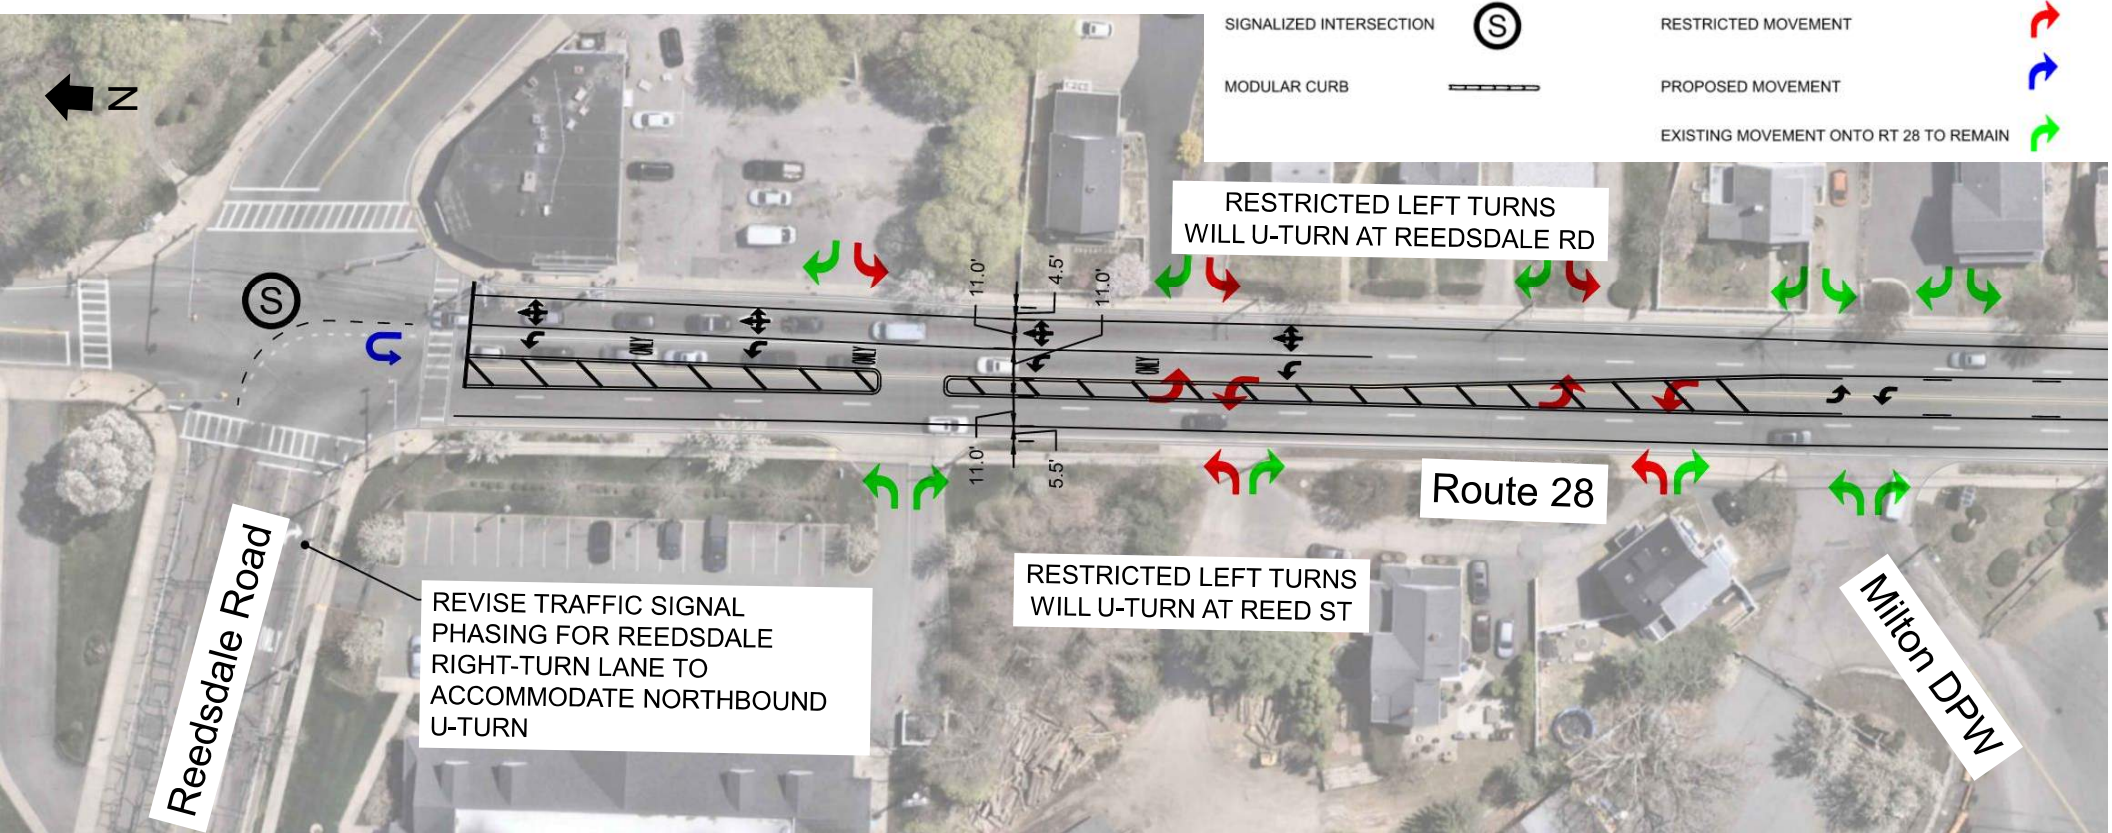 SIGNALIZED INTERSECTION
S
RESTRICTED MOVEMENT
MODULAR CURB
PROPOSED MOVEMENT
EXISTING MOVEMENT ONTO RT 28 TO REMAIN
N
RESTRICTED LEFT TURNS
WILL U-TURN AT REEDSDALE RD
S
11.0'
4.5'
11.0'
ONLY
ONLY
ONLY
11.0'
5.5'
Route 28
RESTRICTED LEFT TURNS
WILL U-TURN AT REED ST
Reedsdale Road
REVISE TRAFFIC SIGNAL
PHASING FOR REEDSDALE
RIGHT-TURN LANE TO
ACCOMMODATE NORTHBOUND
U-TURN
Milton DPW